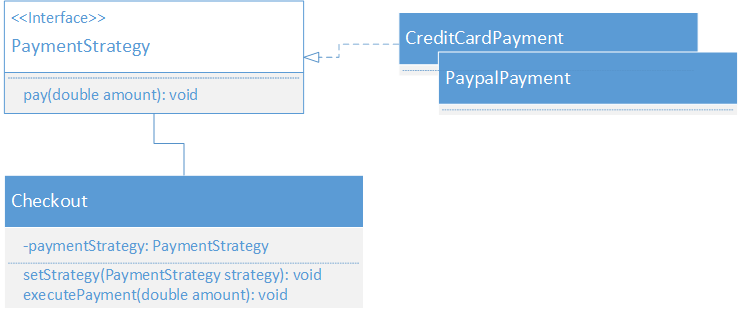 <<Interface>>
PaymentStrategy
pay(double amount): void
CreditCardPayment
PaypalPayment
Checkout
-paymentStrategy: PaymentStrategy
setStrategy(PaymentStrategy strategy): void
executePayment(double amount): void